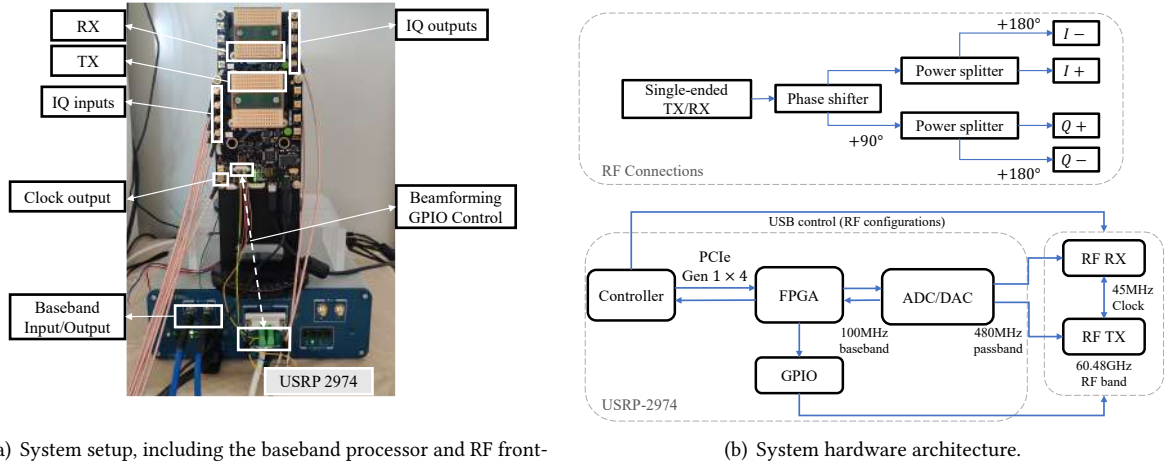 RX
TX
IQ inputs
IQ outputs
Clock output
Beamforming
GPIO Control
Baseband
Input/Output
USRP 2974
a) System setup, including the baseband processor and RF front-
+180°
I −
Single-ended
TX/RX
Phase shifter
Power splitter
I +
+90°
Power splitter
Q +
Q −
+180°
RF Connections
USB control (RF configurations)
PCIe
Gen 1 × 4
Controller
FPGA
ADC/DAC
RF RX
45MHz
Clock
RF TX
100MHz
baseband
480MHz
passband
60.48GHz
RF band
GPIO
USRP-2974
(b) System hardware architecture.